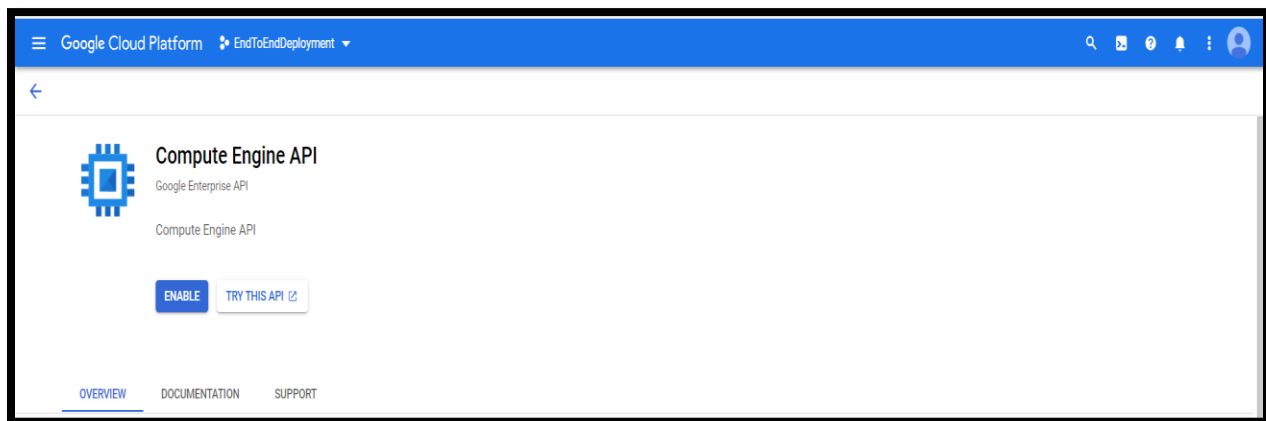 Google Cloud Platform EndToEndDeployment
Compute Engine API
Google Enterprise API
Compute Engine API
ENABLE TRY THIS API
OVERVIEW DOCUMENTATION SUPPORT